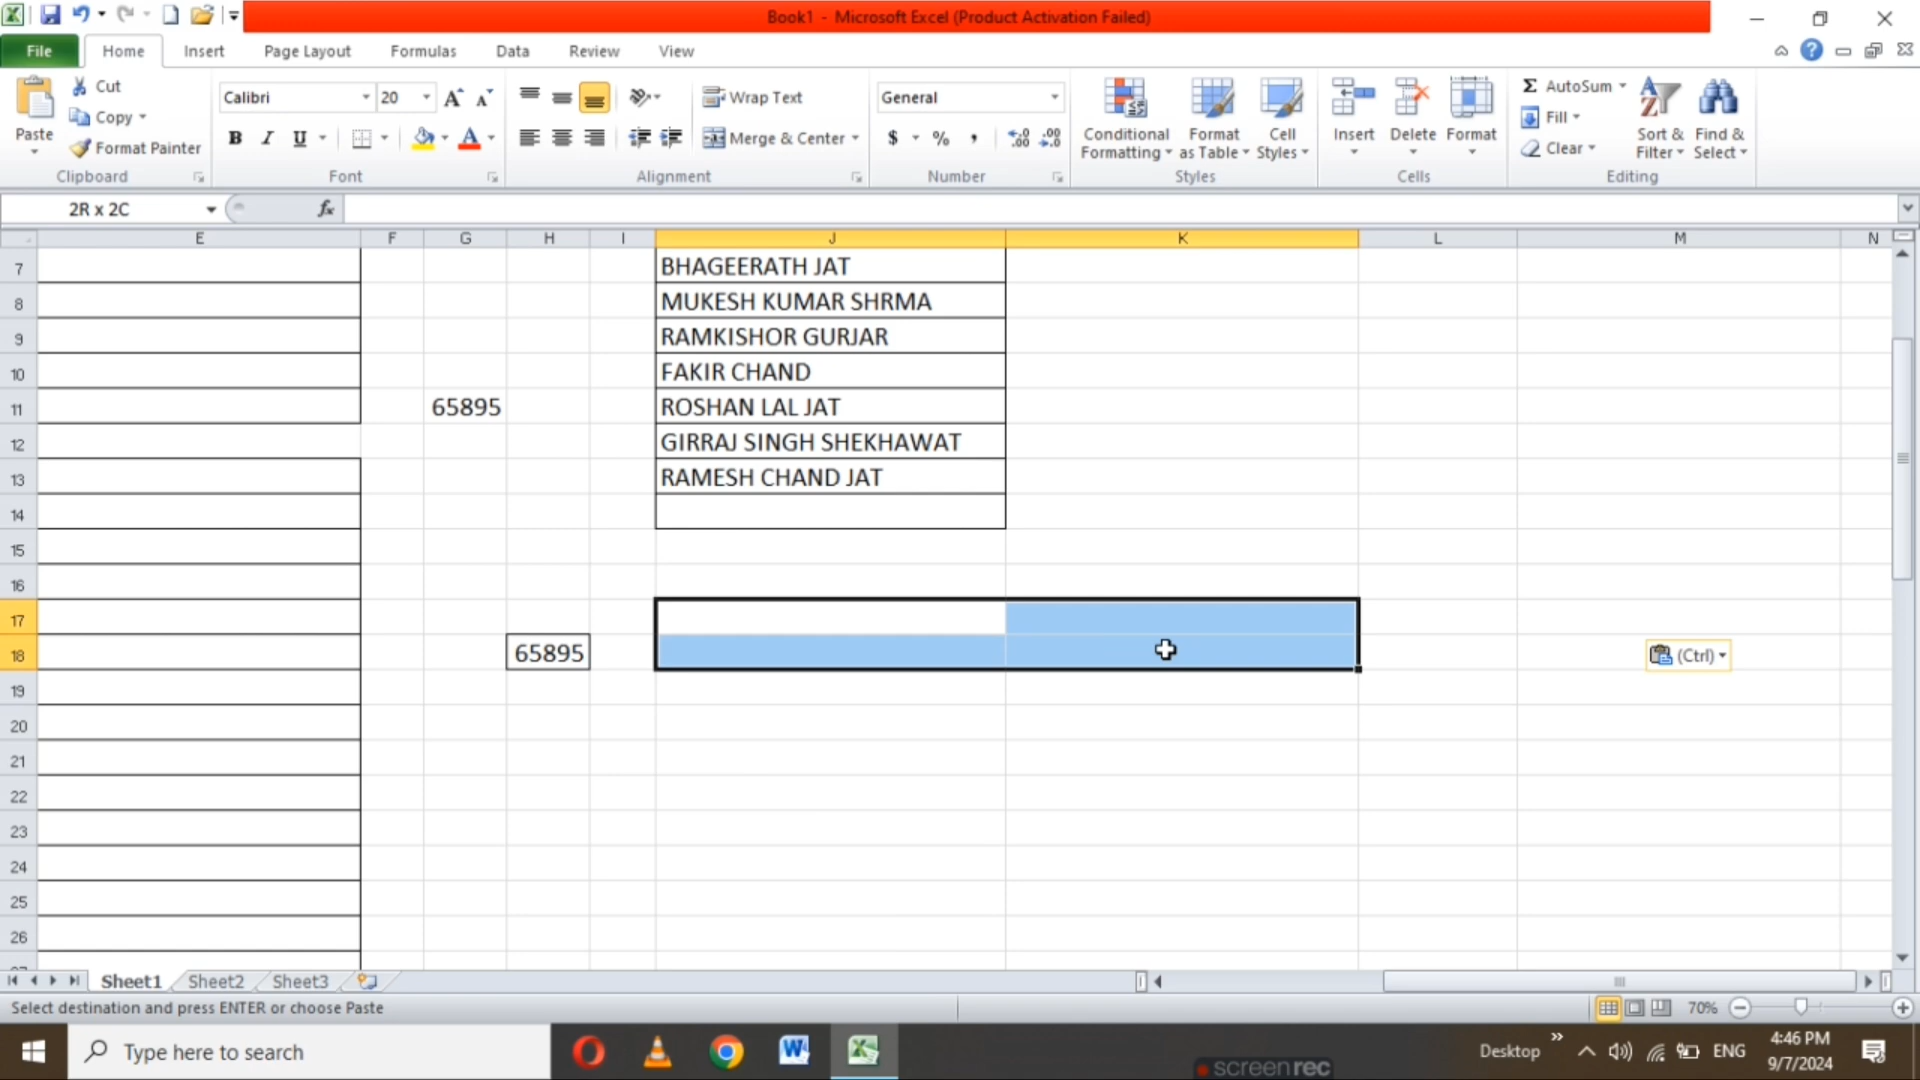 Book1 - Microsoft Excel (Product Activation Failed)
File Home Insert Page Layout Formulas Data Review View
Paste
Cut
Copy
Format Painter
Clipboard
Calibri 20
B I U A
Font
Wrap Text
Merge & Center
Alignment
General
$ % ,
Number
Conditional Formatting
Format as Table
Cell Styles
Styles
Insert Delete Format
Cells
Σ AutoSum
Fill
Clear
Sort & Filter
Find & Select
Editing
2R x 2C fx
E F G H I J K L M N
7 BHAGEERATH JAT
8 MUKESH KUMAR SHRMA
9 RAMKISHOR GURJAR
10 FAKIR CHAND
11 65895 ROSHAN LAL JAT
12 GIRRAJ SINGH SHEKHAWAT
13 RAMESH CHAND JAT
14
15
16
17
18 65895 (Ctrl)
19
20
21
22
23
24
25
26
Sheet1 Sheet2 Sheet3
Select destination and press ENTER or choose Paste 70%
Type here to search
screenrec
Desktop ENG
4:46 PM
9/7/2024